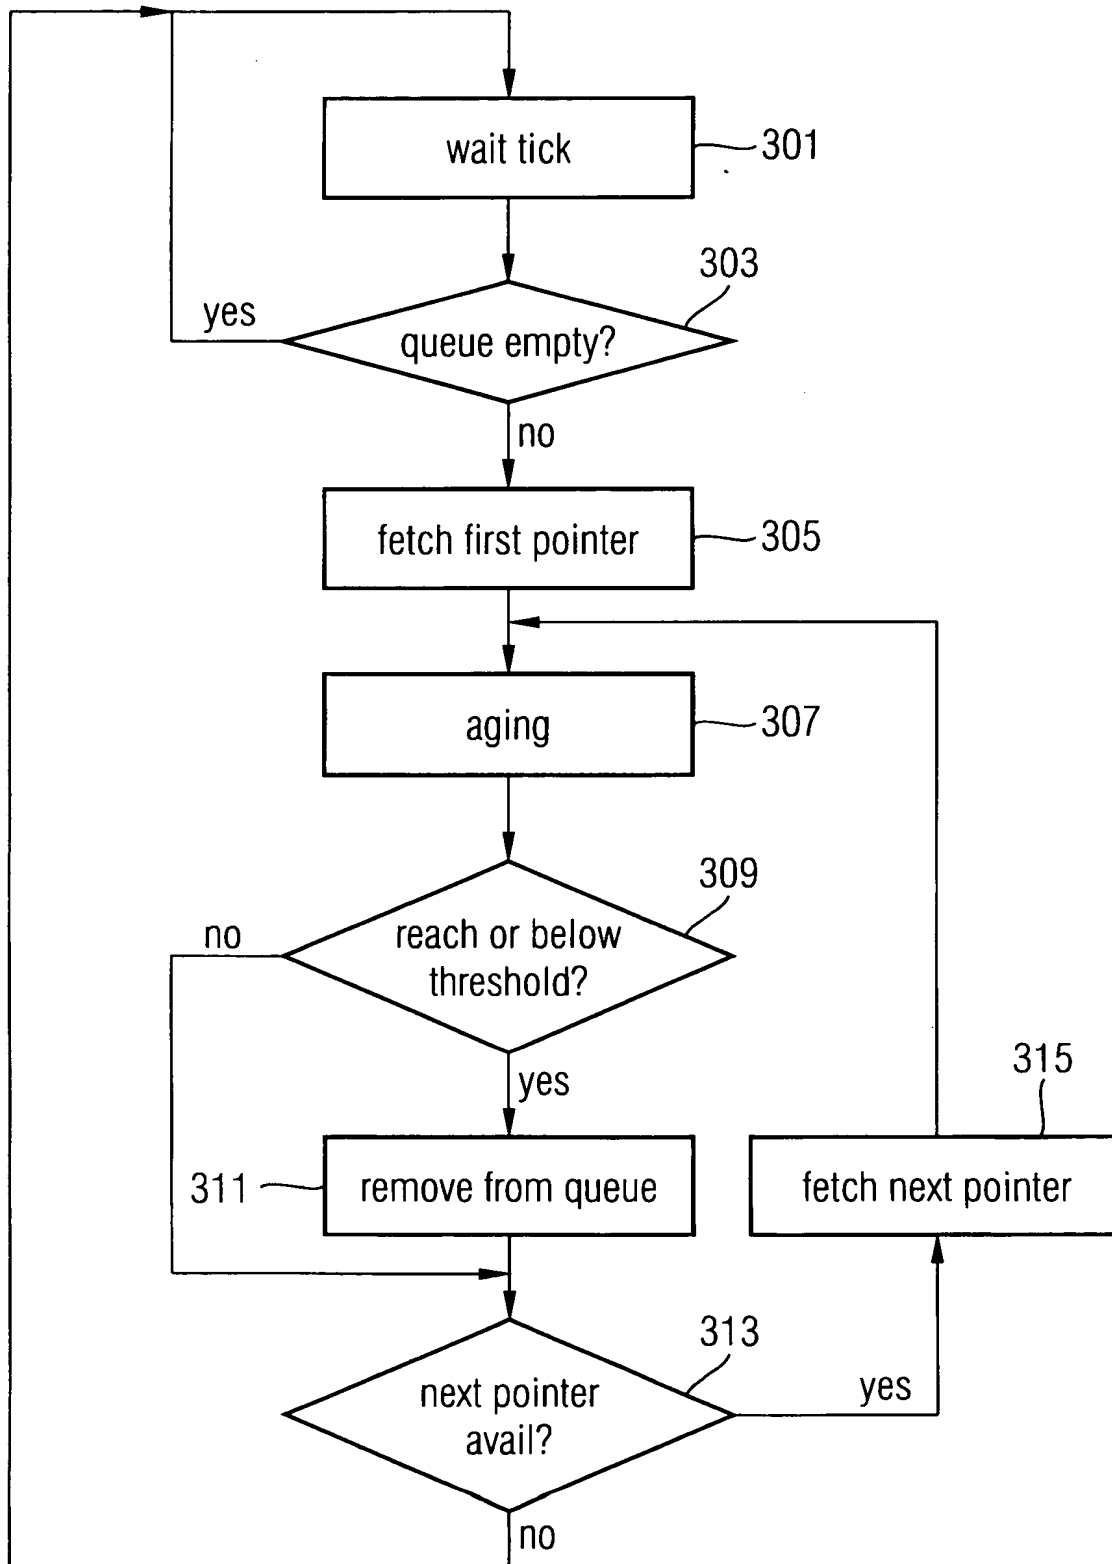 wait tick
301
303
yes
queue empty?
no
fetch first pointer
305
aging
307
309
no
reach or below
threshold?
yes
315
311
remove from queue
fetch next pointer
313
next pointer
avail?
yes
no